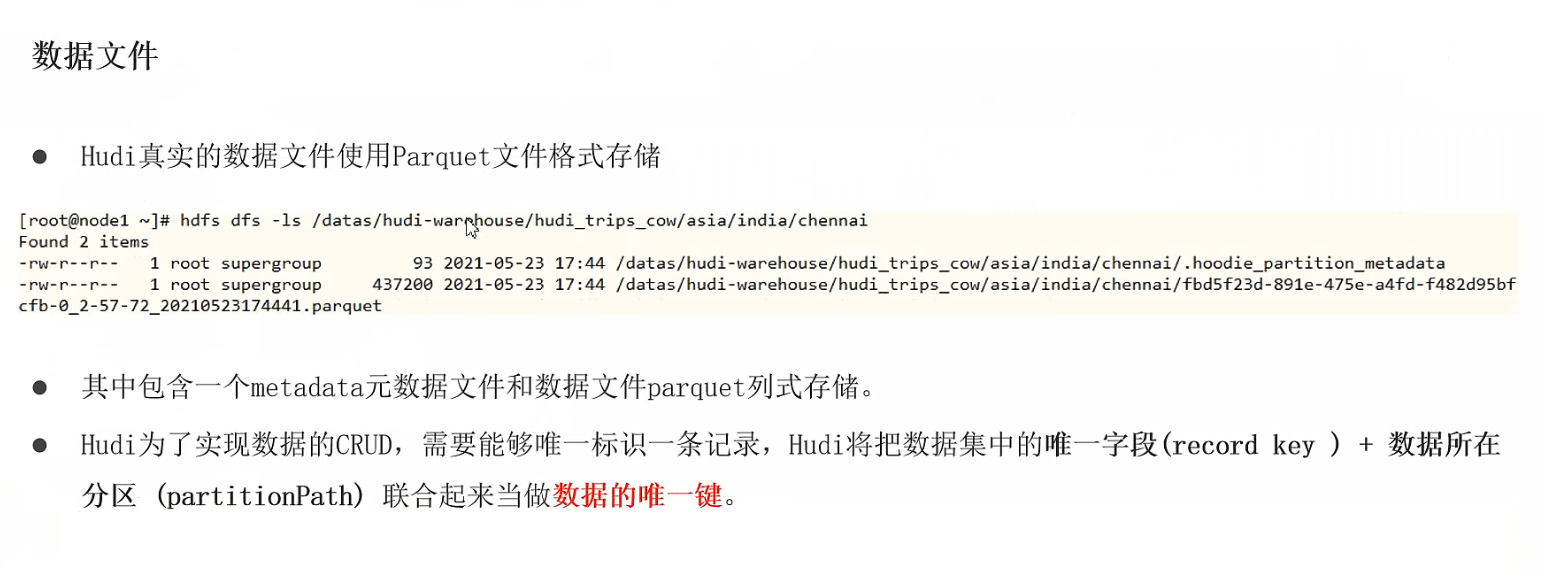 数据文件
● Hudi真实的数据文件使用Parquet文件格式存储
[root@node1 ~]# hdfs dfs -ls /datas/hudi-warehouse/hudi_trips_cow/asia/india/chennai
Found 2 items
-rw-r--r--   1 root supergroup         93 2021-05-23 17:44 /datas/hudi-warehouse/hudi_trips_cow/asia/india/chennai/.hoodie_partition_metadata
-rw-r--r--   1 root supergroup     437200 2021-05-23 17:44 /datas/hudi-warehouse/hudi_trips_cow/asia/india/chennai/fbd5f23d-891e-475e-a4fd-f482d95bf
cfb-0_2-57-72_20210523174441.parquet
● 其中包含一个metadata元数据文件和数据文件parquet列式存储。
● Hudi为了实现数据的CRUD，需要能够唯一标识一条记录，Hudi将把数据集中的唯一字段(record key ) + 数据所在
分区 (partitionPath) 联合起来当做数据的唯一键。